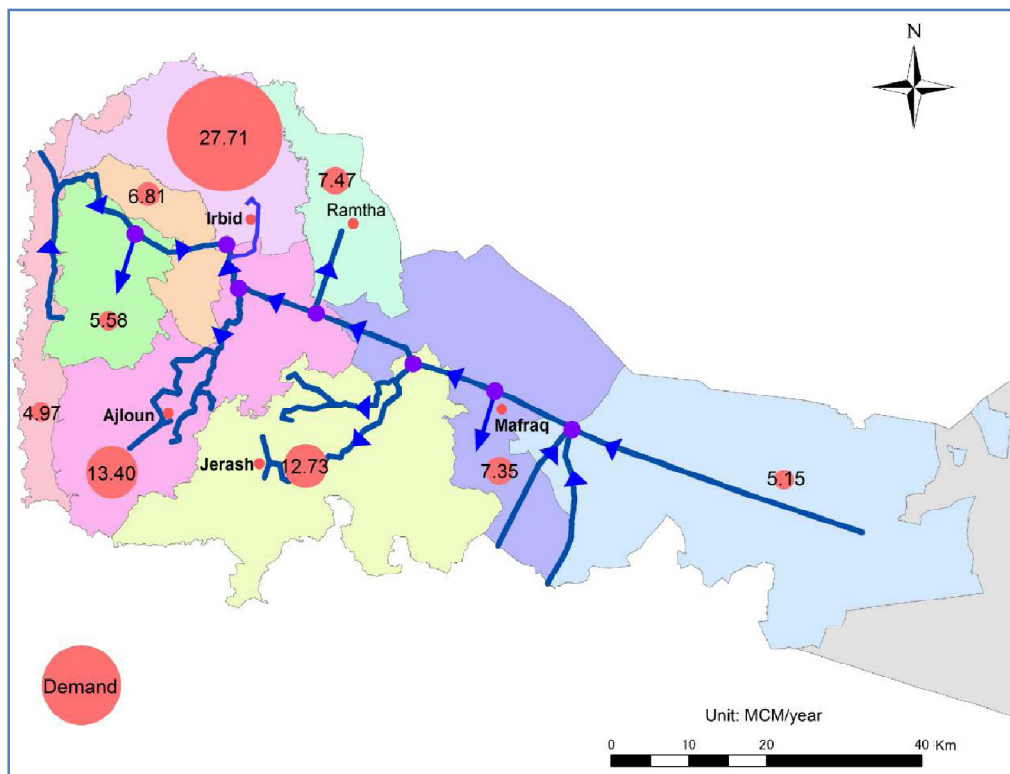 N
27.71
7.47
6.81
Ramtha
Irbid
5.58
4.97
Ajloun
Mafraq
Jerash
12.73
13.40
7.35
5.15
Demand
Unit: MCM/year
0 10 20 40 Km